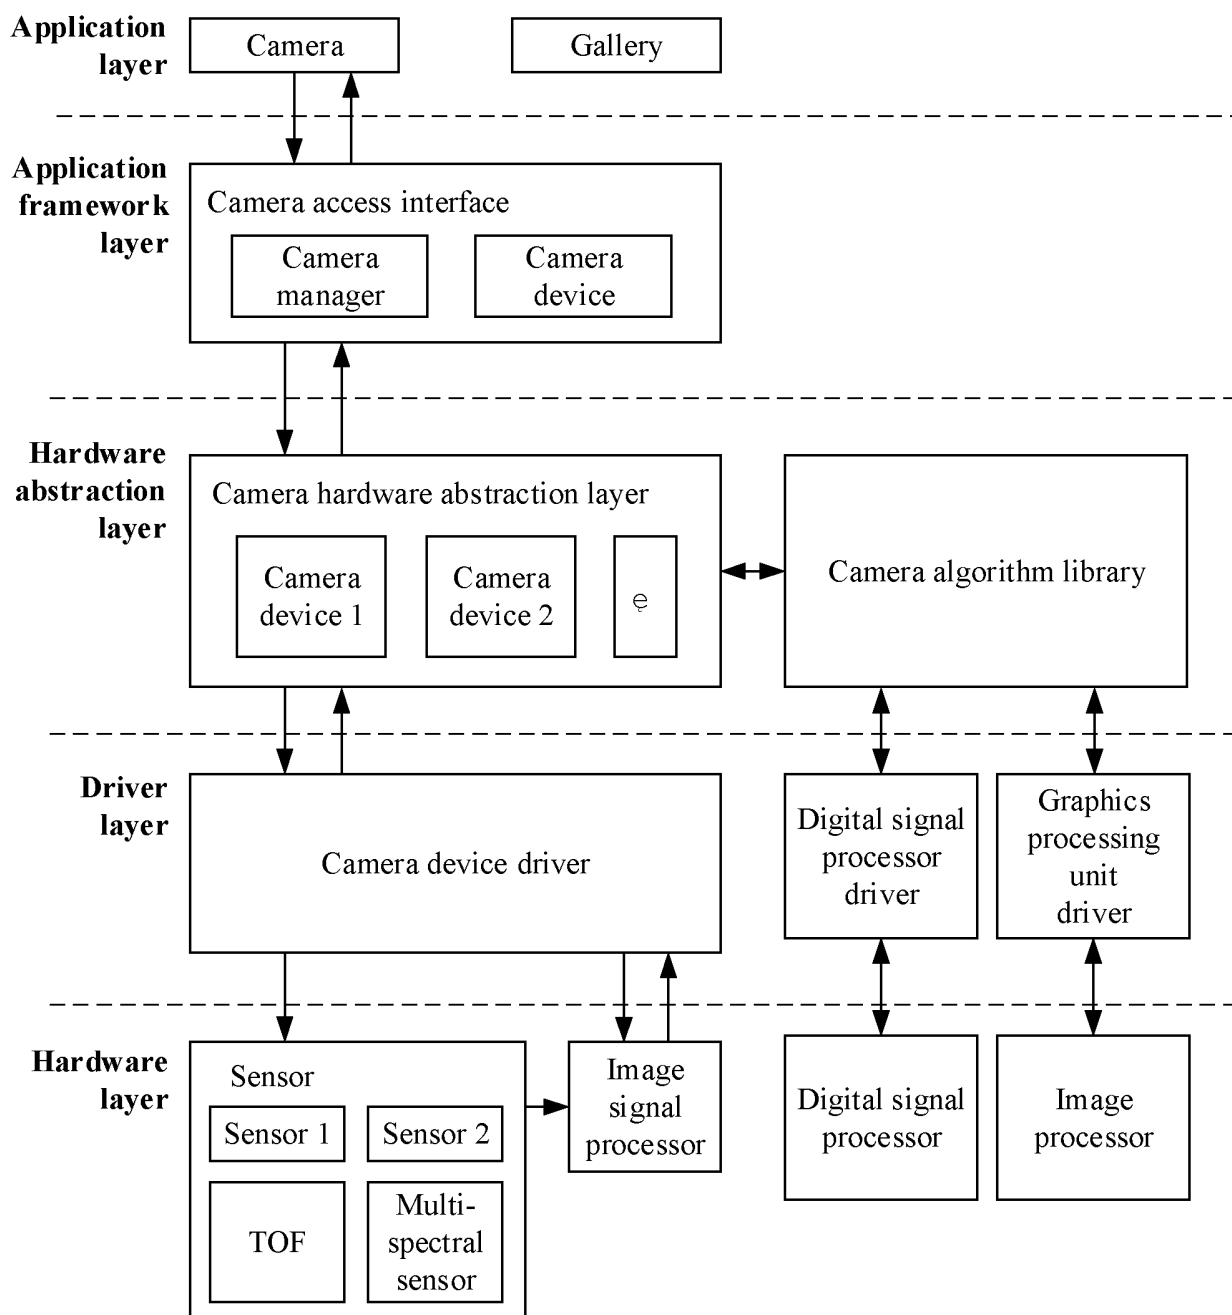 Application
layer
Camera
Gallery
Application
framework
layer
Camera access interface
Camera
manager
Camera
device
Hardware
abstraction
layer
Camera hardware abstraction layer
Camera
device 1
Camera
device 2
ę
Camera algorithm library
Driver
layer
Camera device driver
Digital signal
processor
driver
Graphics
processing
unit
driver
Hardware
layer
Sensor
Sensor 1
Sensor 2
TOF
Multi-
spectral
sensor
Image
signal
processor
Digital signal
processor
Image
processor